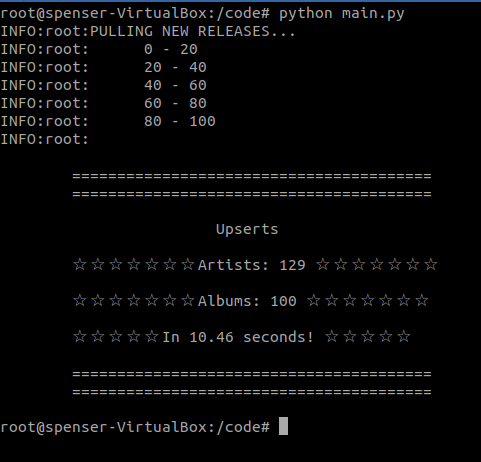 root@spenser-VirtualBox:/code# python main.py
INFO:root:PULLING NEW RELEASES...
INFO:root:      0 - 20
INFO:root:      20 - 40
INFO:root:      40 - 60
INFO:root:      60 - 80
INFO:root:      80 - 100
INFO:root:
========================================
========================================
Upserts
☆☆☆☆☆☆☆Artists: 129 ☆☆☆☆☆☆☆
☆☆☆☆☆☆☆Albums: 100 ☆☆☆☆☆☆☆
☆☆☆☆☆In 10.46 seconds! ☆☆☆☆☆
========================================
========================================
root@spenser-VirtualBox:/code#